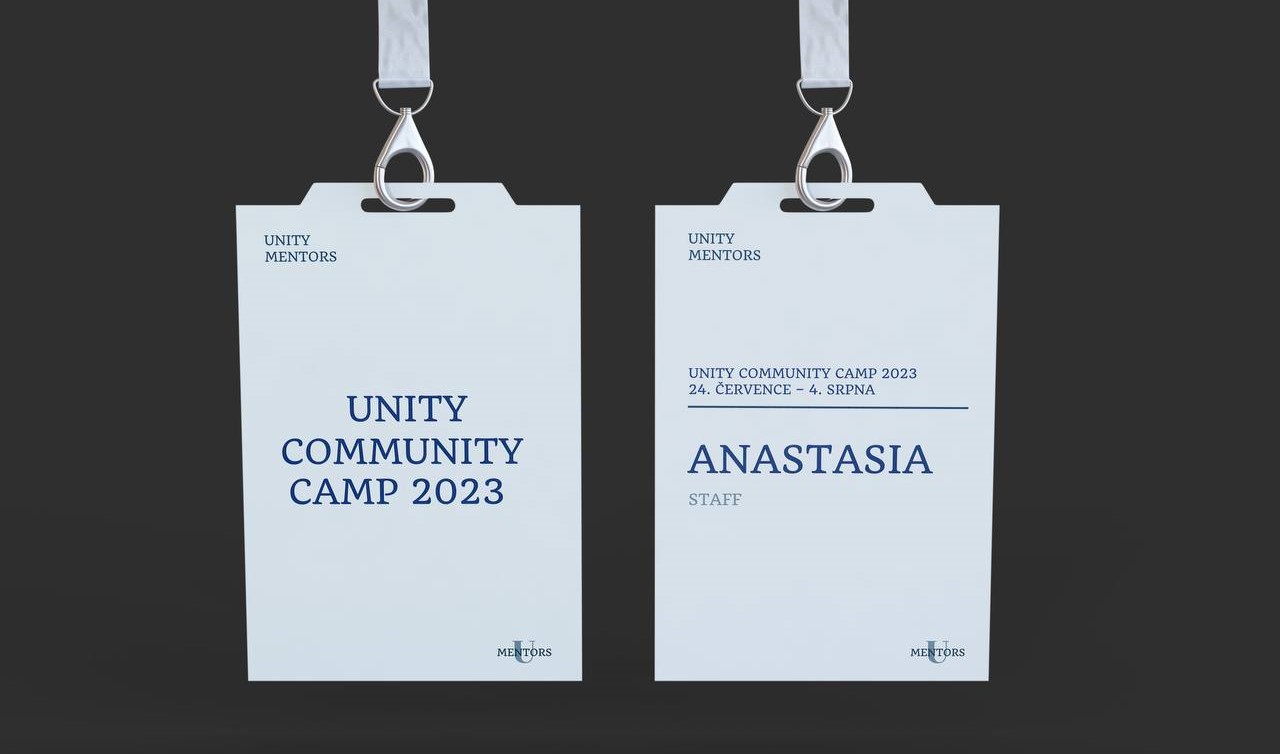 UNITY
MENTORS
UNITY
COMMUNITY
CAMP 2023
MENTORS
U
UNITY
MENTORS
UNITY COMMUNITY CAMP 2023
24. ČERVENCE – 4. SRPNA
ANASTASIA
STAFF
MENTORS
U